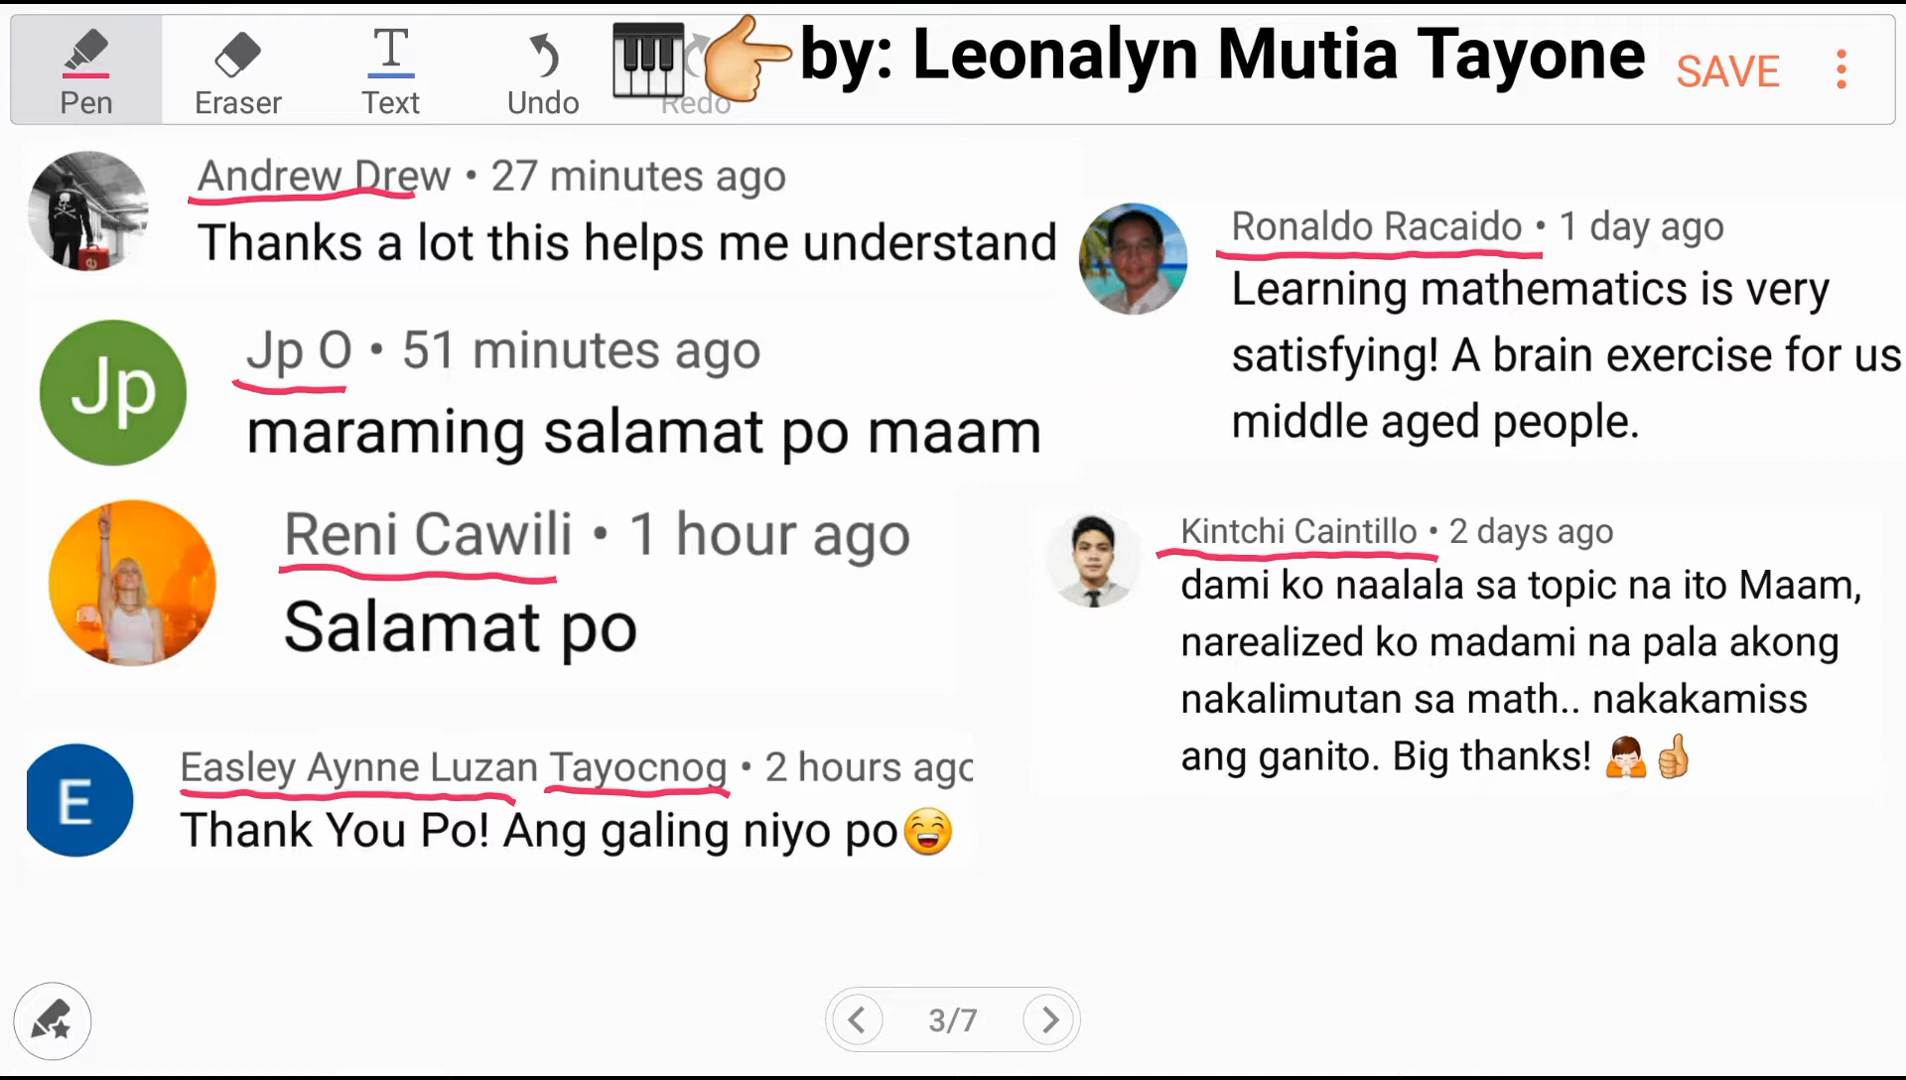 Pen
Eraser
Text
Undo
Redo
by: Leonalyn Mutia Tayone
SAVE
Andrew Drew • 27 minutes ago
Thanks a lot this helps me understand
Jp
Jp O • 51 minutes ago
maraming salamat po maam
Reni Cawili • 1 hour ago
Salamat po
E
Easley Aynne Luzan Tayocnog • 2 hours ago
Thank You Po! Ang galing niyo po😁
Ronaldo Racaido • 1 day ago
Learning mathematics is very
satisfying! A brain exercise for us
middle aged people.
Kintchi Caintillo • 2 days ago
dami ko naalala sa topic na ito Maam,
narealized ko madami na pala akong
nakalimutan sa math.. nakakamiss
ang ganito. Big thanks! 🙇👍
3/7